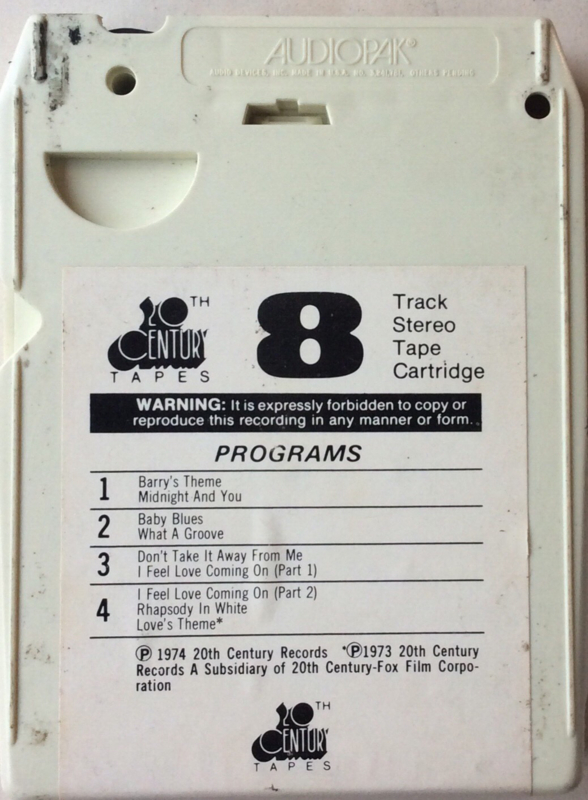 AUDIOPAK®
20TH
CENTURY
TAPES
8
Track
Stereo
Tape
Cartridge
WARNING: It is expressly forbidden to copy or
reproduce this recording in any manner or form.
PROGRAMS
1 Barry's Theme
Midnight And You
2 Baby Blues
What A Groove
3 Don't Take It Away From Me
I Feel Love Coming On (Part 1)
4 I Feel Love Coming On (Part 2)
Rhapsody In White
Love's Theme*
Ⓟ 1974 20th Century Records *Ⓟ1973 20th Century
Records A Subsidiary of 20th Century-Fox Film Corpo-
ration
20TH
CENTURY
TAPES